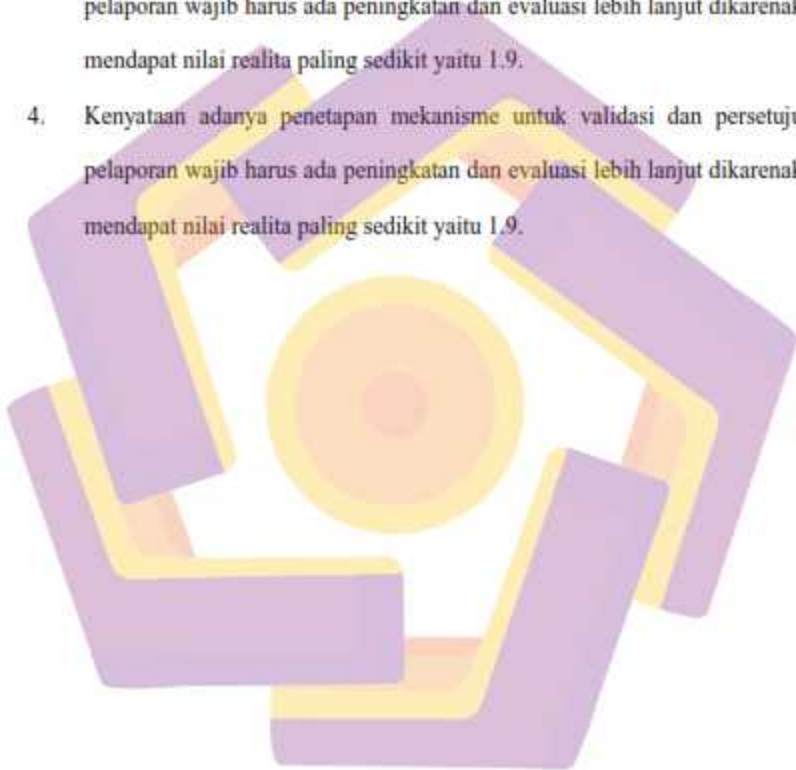 pelaporan wajib harus ada peningkatan dan evaluasi lebih lanjut
mendapat nilai realita paling sedikit yaitu 1.9.
4. Kenyataan adanya penetapan mekanisme untuk validasi dan
pelaporan wajib harus ada peningkatan dan evaluasi lebih lanjut
mendapat nilai realita paling sedikit yaitu 1.9.